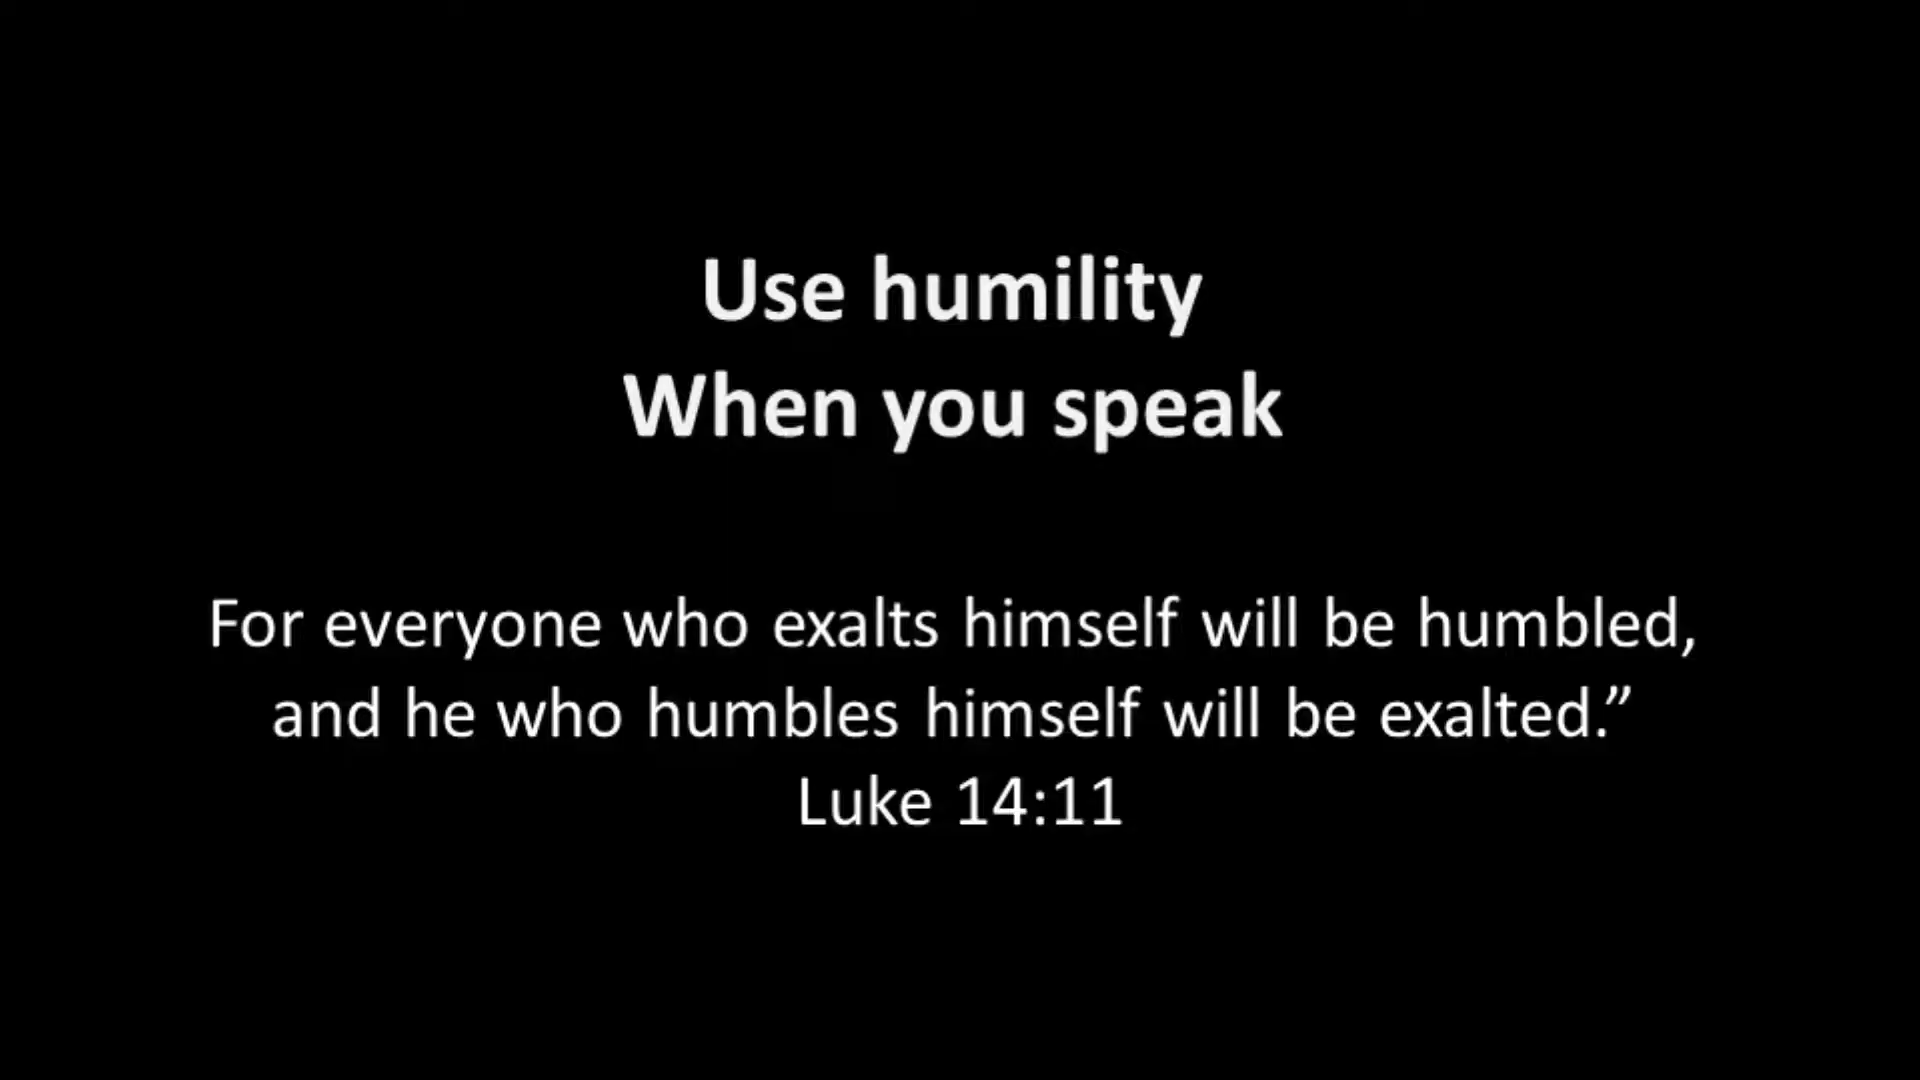 Use humility
When you speak
For everyone who exalts himself will be humbled,
and he who humbles himself will be exalted.”
Luke 14:11